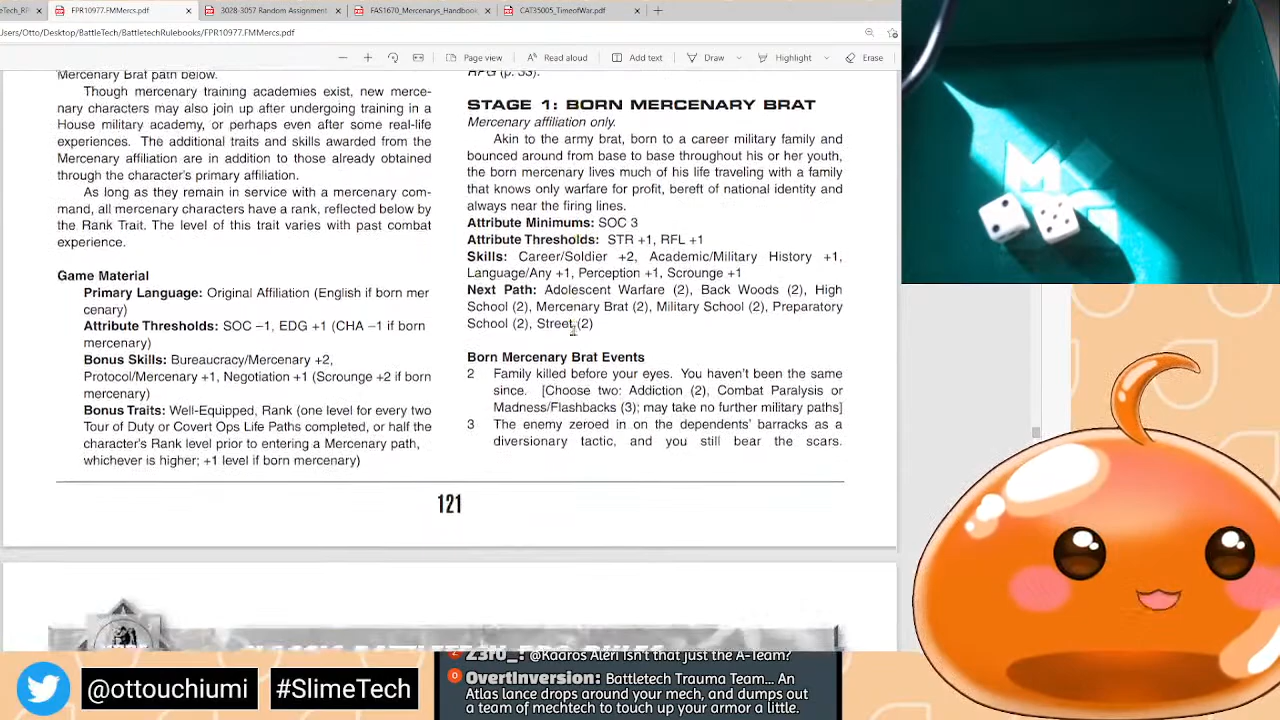 FPR10977.FMMercs.pdf
3028-3057 Random Assignment
FAS1670_Mercenarys_Handbook
CAT35005_TimeofWar.pdf
sers/Otto/Desktop/BattletechRulebooks/FPR10977.FMMercs.pdf
Page view
Read aloud
Add text
Draw
Highlight
Erase
Mercenary Brat path below.
Though mercenary training academies exist, new merce-
nary characters may also join up after undergoing training in a
House military academy, or perhaps even after some real-life
experiences. The additional traits and skills awarded from the
Mercenary affiliation are in addition to those already obtained
through the character's primary affiliation.
As long as they remain in service with a mercenary com-
mand, all mercenary characters have a rank, reflected below by
the Rank Trait. The level of this trait varies with past combat
experience.
Game Material
Primary Language: Original Affiliation (English if born mer
cenary)
Attribute Thresholds: SOC –1, EDG +1 (CHA –1 if born
mercenary)
Bonus Skills: Bureaucracy/Mercenary +2,
Protocol/Mercenary +1, Negotiation +1 (Scrounge +2 if born
mercenary)
Bonus Traits: Well-Equipped, Rank (one level for every two
Tour of Duty or Covert Ops Life Paths completed, or half the
character's Rank level prior to entering a Mercenary path,
whichever is higher; +1 level if born mercenary)
RPG (p. 33).
STAGE 1: BORN MERCENARY BRAT
Mercenary affiliation only.
Akin to the army brat, born to a career military family and
bounced around from base to base throughout his or her youth,
the born mercenary lives much of his life traveling with a family
that knows only warfare for profit, bereft of national identity and
always near the firing lines.
Attribute Minimums: SOC 3
Attribute Thresholds: STR +1, RFL +1
Skills: Career/Soldier +2, Academic/Military History +1,
Language/Any +1, Perception +1, Scrounge +1
Next Path: Adolescent Warfare (2), Back Woods (2), High
School (2), Mercenary Brat (2), Military School (2), Preparatory
School (2), Street (2)
Born Mercenary Brat Events
2 Family killed before your eyes. You haven't been the same
since. [Choose two: Addiction (2), Combat Paralysis or
Madness/Flashbacks (3); may take no further military paths]
3 The enemy zeroed in on the dependents' barracks as a
diversionary tactic, and you still bear the scars.
121
@ottouchiumi
#SlimeTech
Z3r0_: @Kaaros Aleri Isn't that just the A-Team?
OvertInversion: Battletech Trauma Team... An
Atlas lance drops around your mech, and dumps out
a team of mechtech to touch up your armor a little.